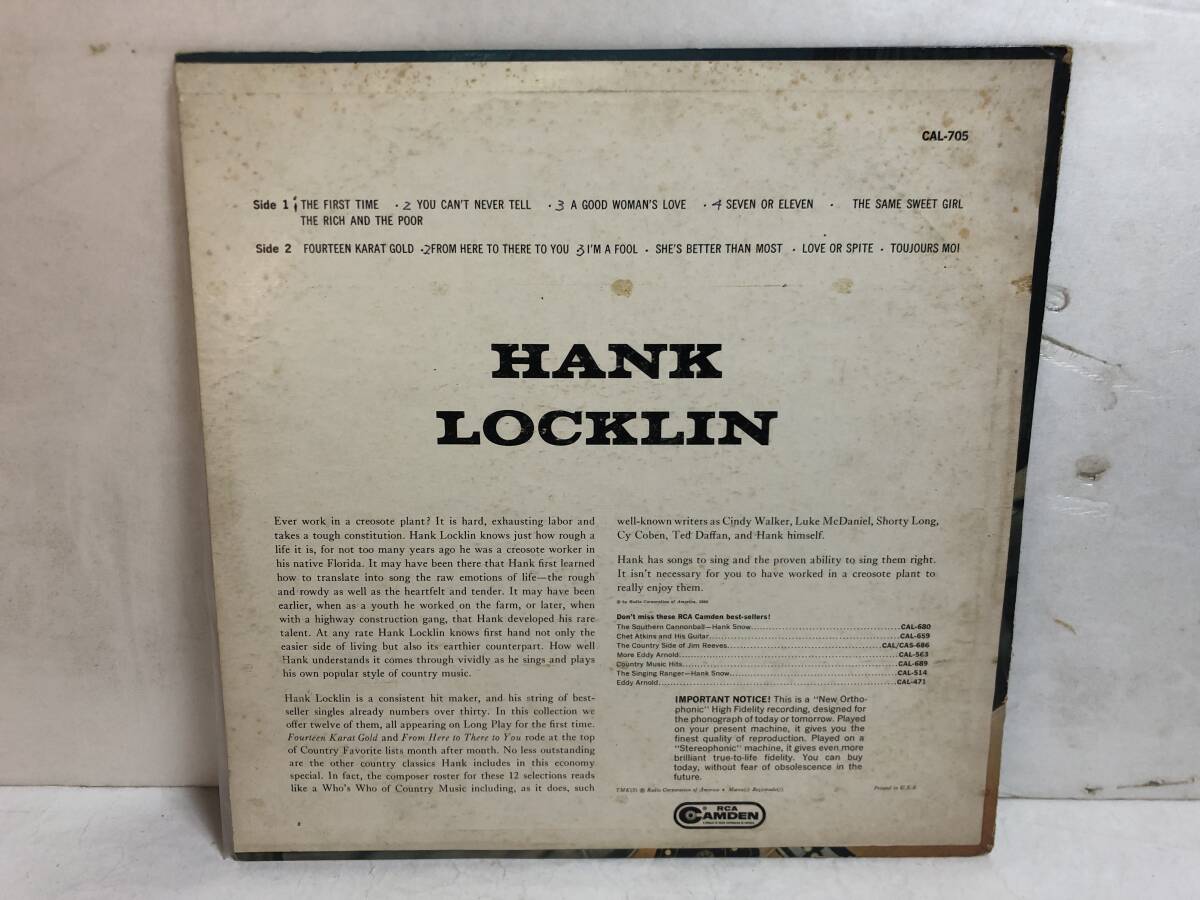 CAL-705
Side 1 ; THE FIRST TIME · 2 YOU CAN'T NEVER TELL · 3 A GOOD WOMAN'S LOVE · 4 SEVEN OR ELEVEN · THE SAME SWEET GIRL
THE RICH AND THE POOR
Side 2 FOURTEEN KARAT GOLD · 2 FROM HERE TO THERE TO YOU 3 I'M A FOOL · SHE'S BETTER THAN MOST · LOVE OR SPITE · TOUJOURS MOI
HANK
LOCKLIN
Ever work in a creosote plant? It is hard, exhausting labor and
takes a tough constitution. Hank Locklin knows just how rough a
life it is, for not too many years ago he was a creosote worker in
his native Florida. It may have been there that Hank first learned
how to translate into song the raw emotions of life—the rough
and rowdy as well as the heartfelt and tender. It may have been
earlier, when as a youth he worked on the farm, or later, when
with a highway construction gang, that Hank developed his rare
talent. At any rate Hank Locklin knows first hand not only the
easier side of living but also its earthier counterpart. How well
Hank understands it comes through vividly as he sings and plays
his own popular style of country music.
Hank Locklin is a consistent hit maker, and his string of best-
seller singles already numbers over thirty. In this collection we
offer twelve of them, all appearing on Long Play for the first time.
Fourteen Karat Gold and From Here to There to You rode at the top
of Country Favorite lists month after month. No less outstanding
are the other country classics Hank includes in this economy
special. In fact, the composer roster for these 12 selections reads
like a Who's Who of Country Music including, as it does, such
well-known writers as Cindy Walker, Luke McDaniel, Shorty Long,
Cy Coben, Ted Daffan, and Hank himself.
Hank has songs to sing and the proven ability to sing them right.
It isn't necessary for you to have worked in a creosote plant to
really enjoy them.
© by Radio Corporation of America,
Don't miss these RCA Camden best-sellers!
The Southern Cannonball—Hank Snow CAL-680
Chet Atkins and His Guitar CAL-659
The Country Side of Jim Reeves CAL/CAS-686
More Eddy Arnold CAL-563
Country Music Hits CAL-689
The Singing Ranger—Hank Snow CAL-514
Eddy Arnold CAL-471
IMPORTANT NOTICE! This is a "New Ortho-
phonic" High Fidelity recording, designed for
the phonograph of today or tomorrow. Played
on your present machine, it gives you the
finest quality of reproduction. Played on a
"Stereophonic" machine, it gives even more
brilliant true-to-life fidelity. You can buy
today, without fear of obsolescence in the
future.
TMK(S) ® Radio Corporation of America • Marca(s) Registrada(s) Printed in U.S.A.
RCA
CAMDEN